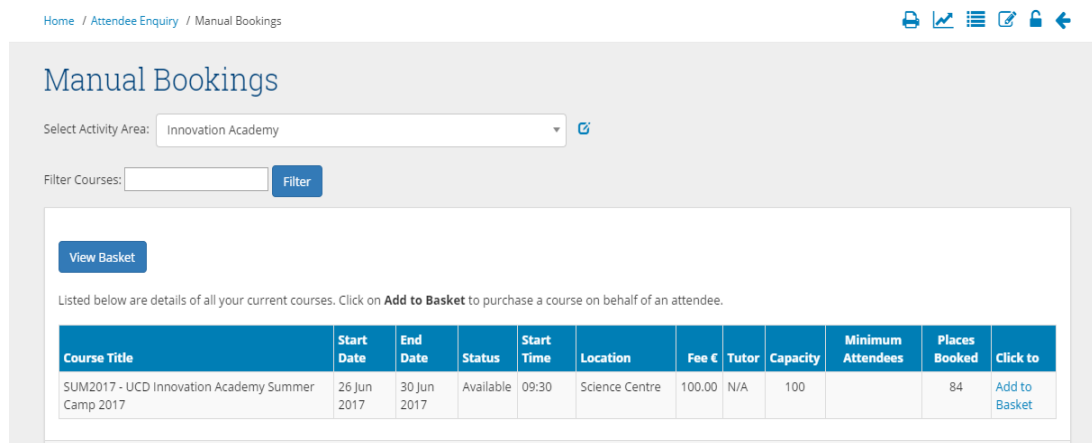 Home / Attendee Enquiry / Manual Bookings
Manual Bookings
Select Activity Area: Innovation Academy
Filter Courses: Filter
View Basket
Listed below are details of all your current courses. Click on Add to Basket to purchase a course on behalf of an attendee.
Course Title Start Date End Date Status Start Time Location Fee € Tutor Capacity Minimum Attendees Places Booked Click to
SUM2017 - UCD Innovation Academy Summer Camp 2017 26 Jun 2017 30 Jun 2017 Available 09:30 Science Centre 100.00 N/A 100 84 Add to Basket